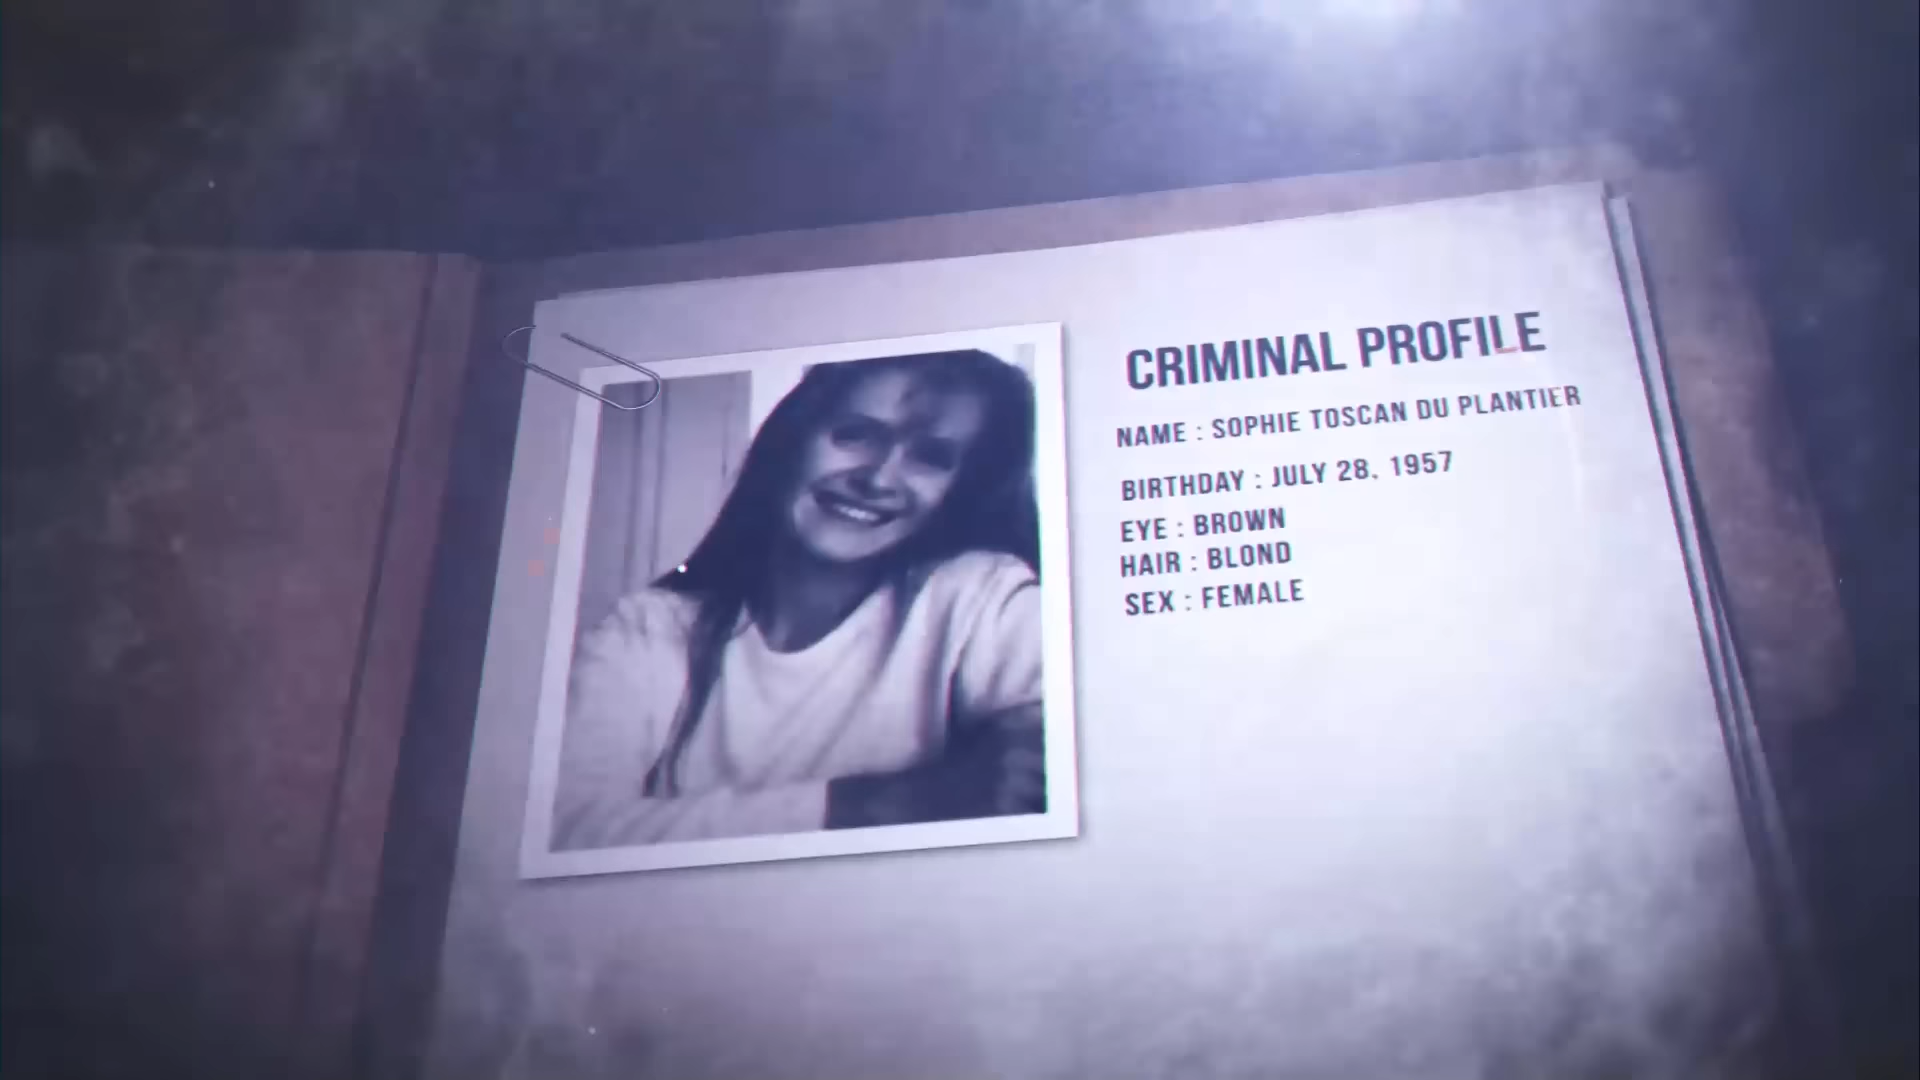 CRIMINAL PROFILE
NAME : SOPHIE TOSCAN DU PLANTIER
BIRTHDAY : JULY 28, 1957
EYE : BROWN
HAIR : BLOND
SEX : FEMALE